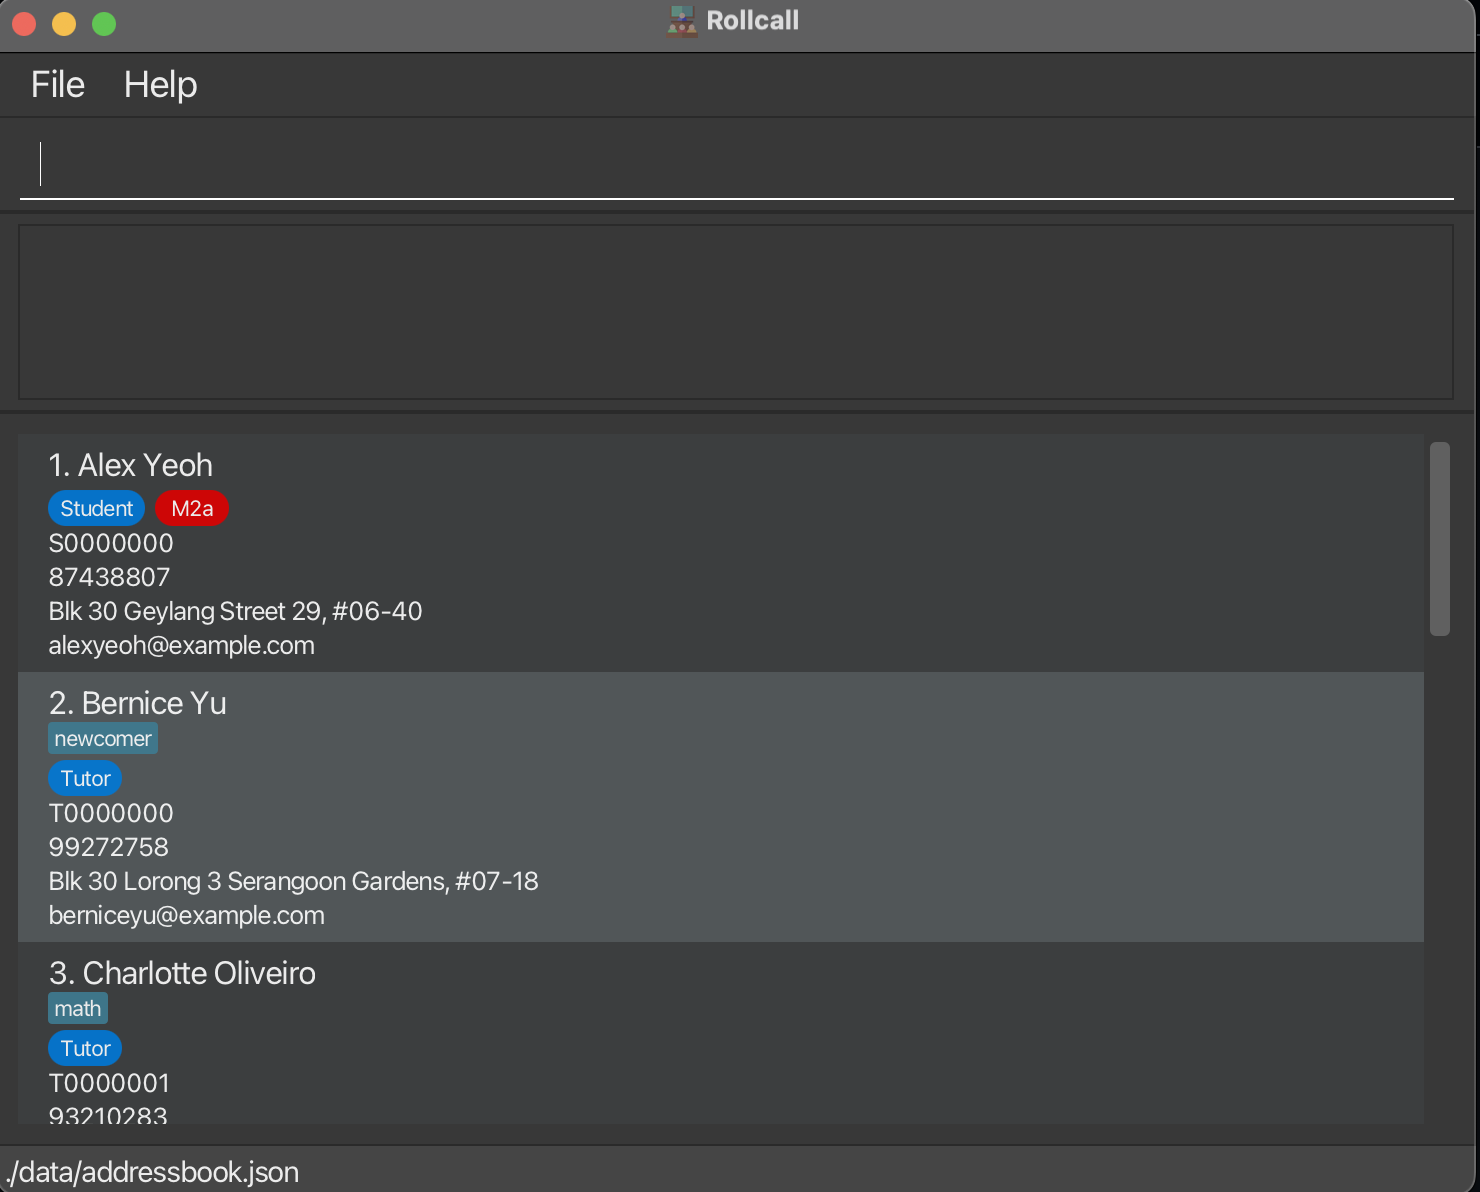 Rollcall
File Help
1. Alex Yeoh
Student M2a
S0000000
87438807
Blk 30 Geylang Street 29, #06-40
alexyeoh@example.com
2. Bernice Yu
newcomer
Tutor
T0000000
99272758
Blk 30 Lorong 3 Serangoon Gardens, #07-18
berniceyu@example.com
3. Charlotte Oliveiro
math
Tutor
T0000001
93210283
./data/addressbook.json